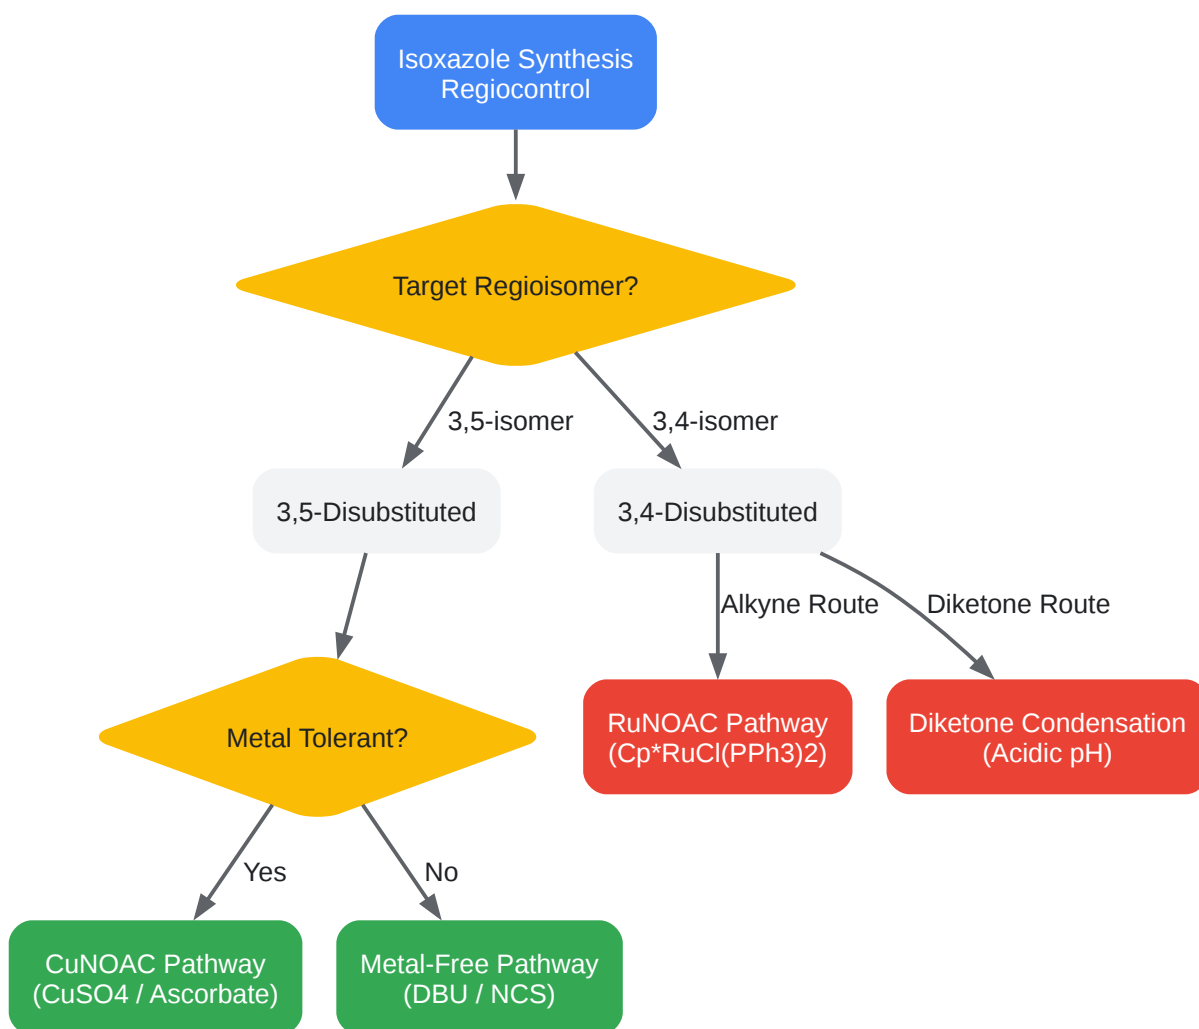 Isoxazole Synthesis
Regiocontrol
Target Regioisomer?
3,5-isomer
3,4-isomer
3,5-Disubstituted
3,4-Disubstituted
Alkyne Route
Diketone Route
Metal Tolerant?
RuNOAC Pathway
(Cp*RuCl(PPh3)2)
Diketone Condensation
(Acidic pH)
Yes
No
CuNOAC Pathway
(CuSO4 / Ascorbate)
Metal-Free Pathway
(DBU / NCS)